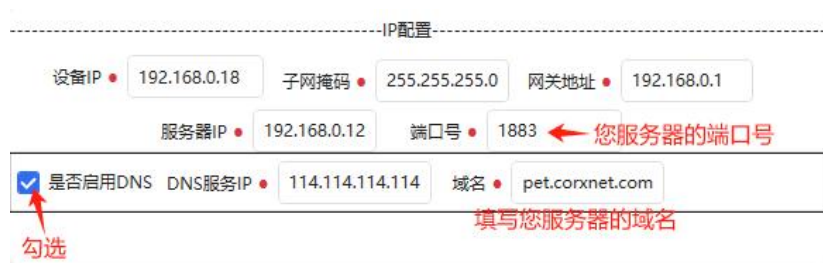 IP配置
设备IP 192.168.0.18 子网掩码 255.255.255.0 网关地址 192.168.0.1
服务器IP 192.168.0.12 端口号 1883 您服务器的端口号
是否启用DNS DNS服务IP 114.114.114.114 域名 pet.corxnet.com
填写您服务器的域名
勾选